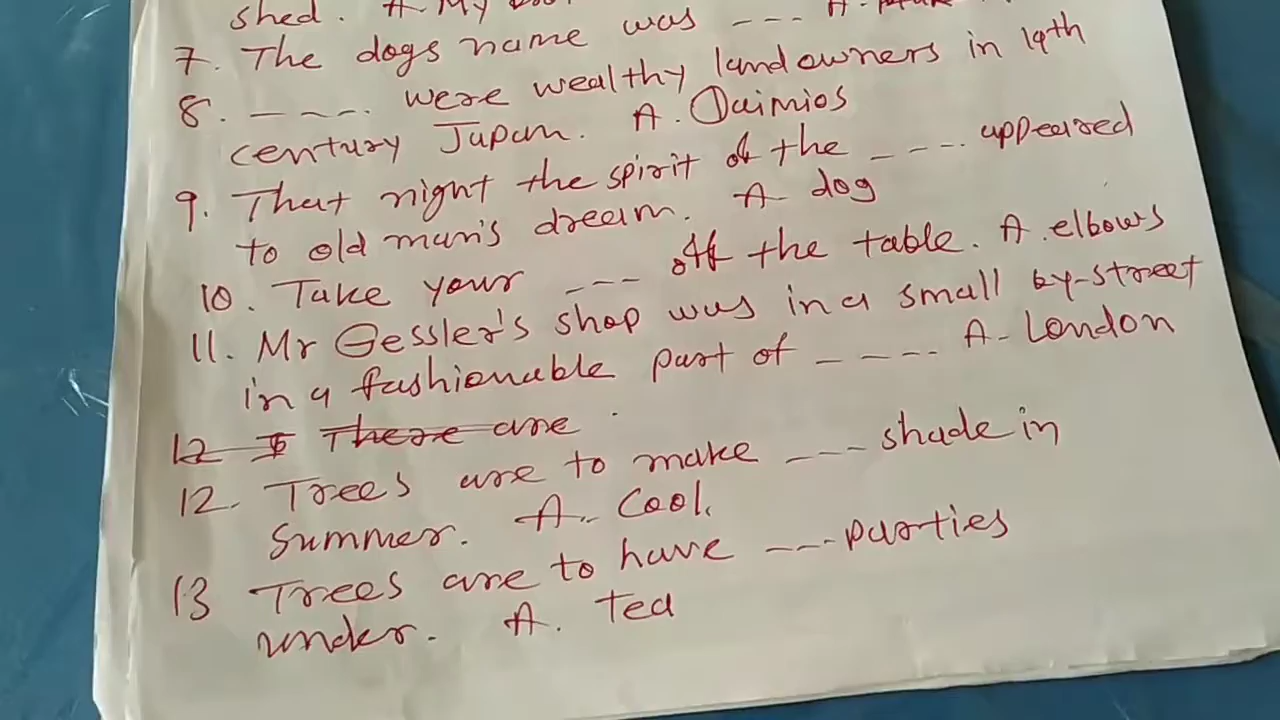 shed. A. My
7. The dogs name was --- A.
8. ---- were wealthy landowners in 19th
century Japan. A. Daimios
9. That night the spirit of the ---- appeared
to old man's dream. A dog
10. Take your --- off the table. A. elbows
11. Mr Gessler's shop was in a small by-street
in a fashionable part of ---- A- London
12 I There are
12. Trees are to make --- shade in
summer. A. Cool.
13 Trees are to have --- parties
under. A. Tea